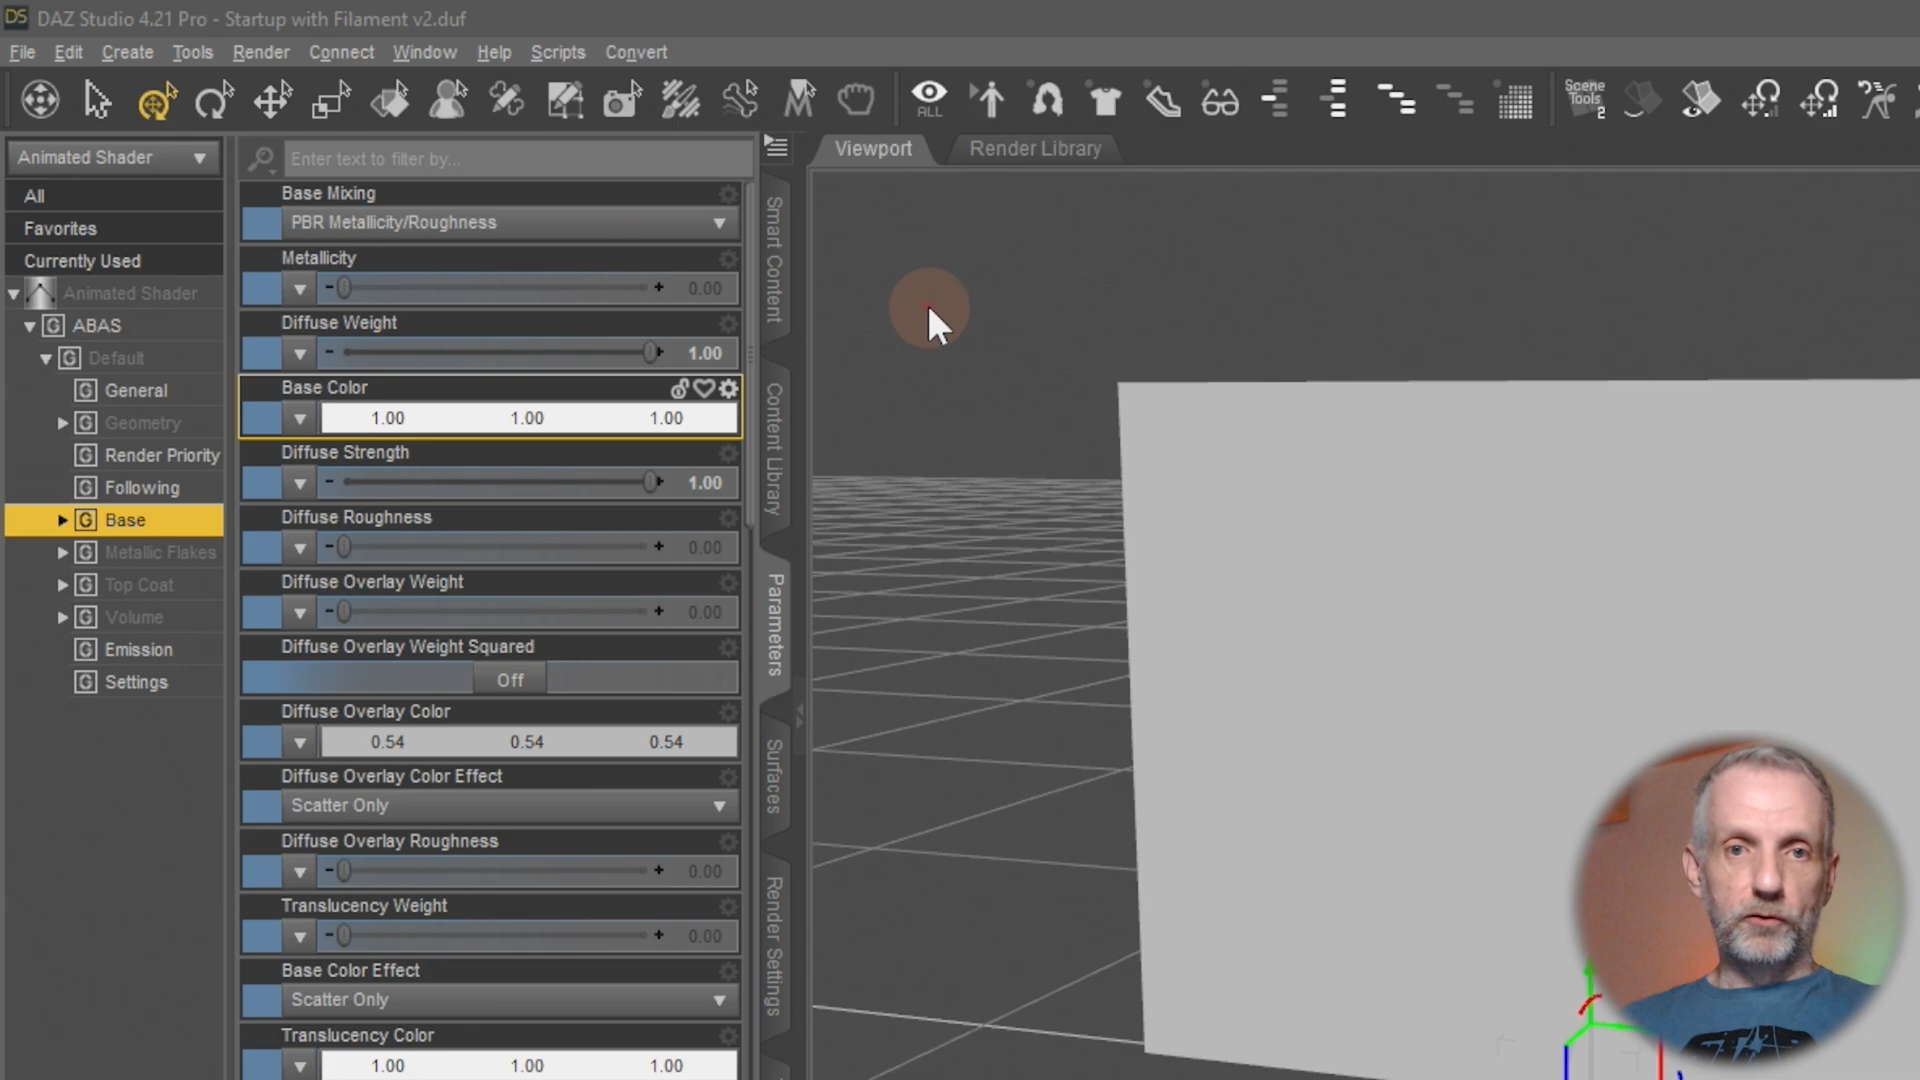 DS DAZ Studio 4.21 Pro - Startup with Filament v2.duf
File Edit Create Tools Render Connect Window Help Scripts Convert
ALL
Scene
Tools
2
Animated Shader
All
Favorites
Currently Used
Animated Shader
G ABAS
G Default
G General
G Geometry
G Render Priority
G Following
G Base
G Metallic Flakes
G Top Coat
G Volume
G Emission
G Settings
Enter text to filter by...
Base Mixing
PBR Metallicity/Roughness
Metallicity
- + 0.00
Diffuse Weight
- + 1.00
Base Color
1.00 1.00 1.00
Diffuse Strength
- + 1.00
Diffuse Roughness
- + 0.00
Diffuse Overlay Weight
- + 0.00
Diffuse Overlay Weight Squared
Off
Diffuse Overlay Color
0.54 0.54 0.54
Diffuse Overlay Color Effect
Scatter Only
Diffuse Overlay Roughness
- + 0.00
Translucency Weight
- + 0.00
Base Color Effect
Scatter Only
Translucency Color
1.00 1.00 1.00
Smart Content
Content Library
Parameters
Surfaces
Render Settings
Viewport Render Library